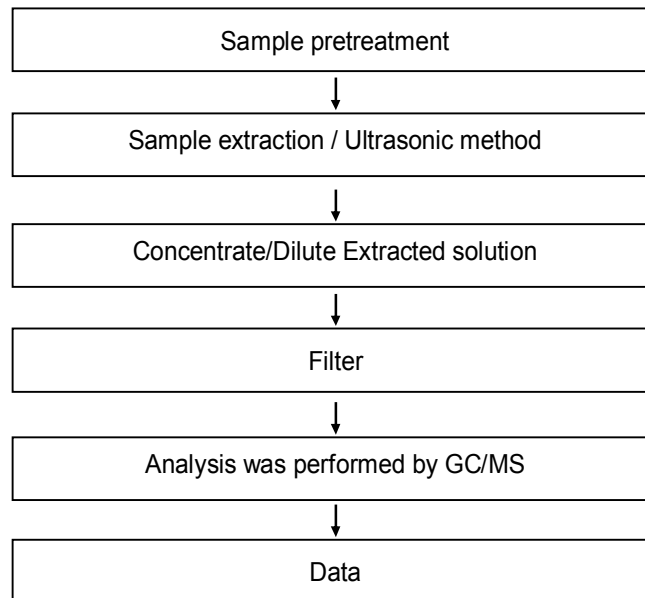 Sample pretreatment
Sample extraction / Ultrasonic method
Concentrate/Dilute Extracted solution
Filter
Analysis was performed by GC/MS
Data